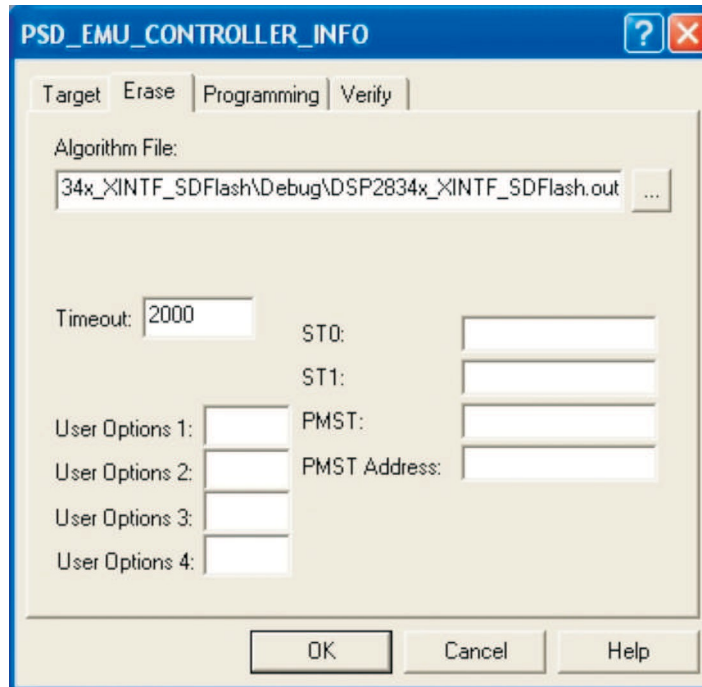 PSD_EMU_CONTROLLER_INFO
Target Erase Programming Verify
Algorithm File:
34x_XINTF_SDFlash\Debug\DSP2834x_XINTF_SDFlash.out ...
Timeout: 2000
ST0:
ST1:
User Options 1: PMST:
User Options 2: PMST Address:
User Options 3:
User Options 4:
OK Cancel Help